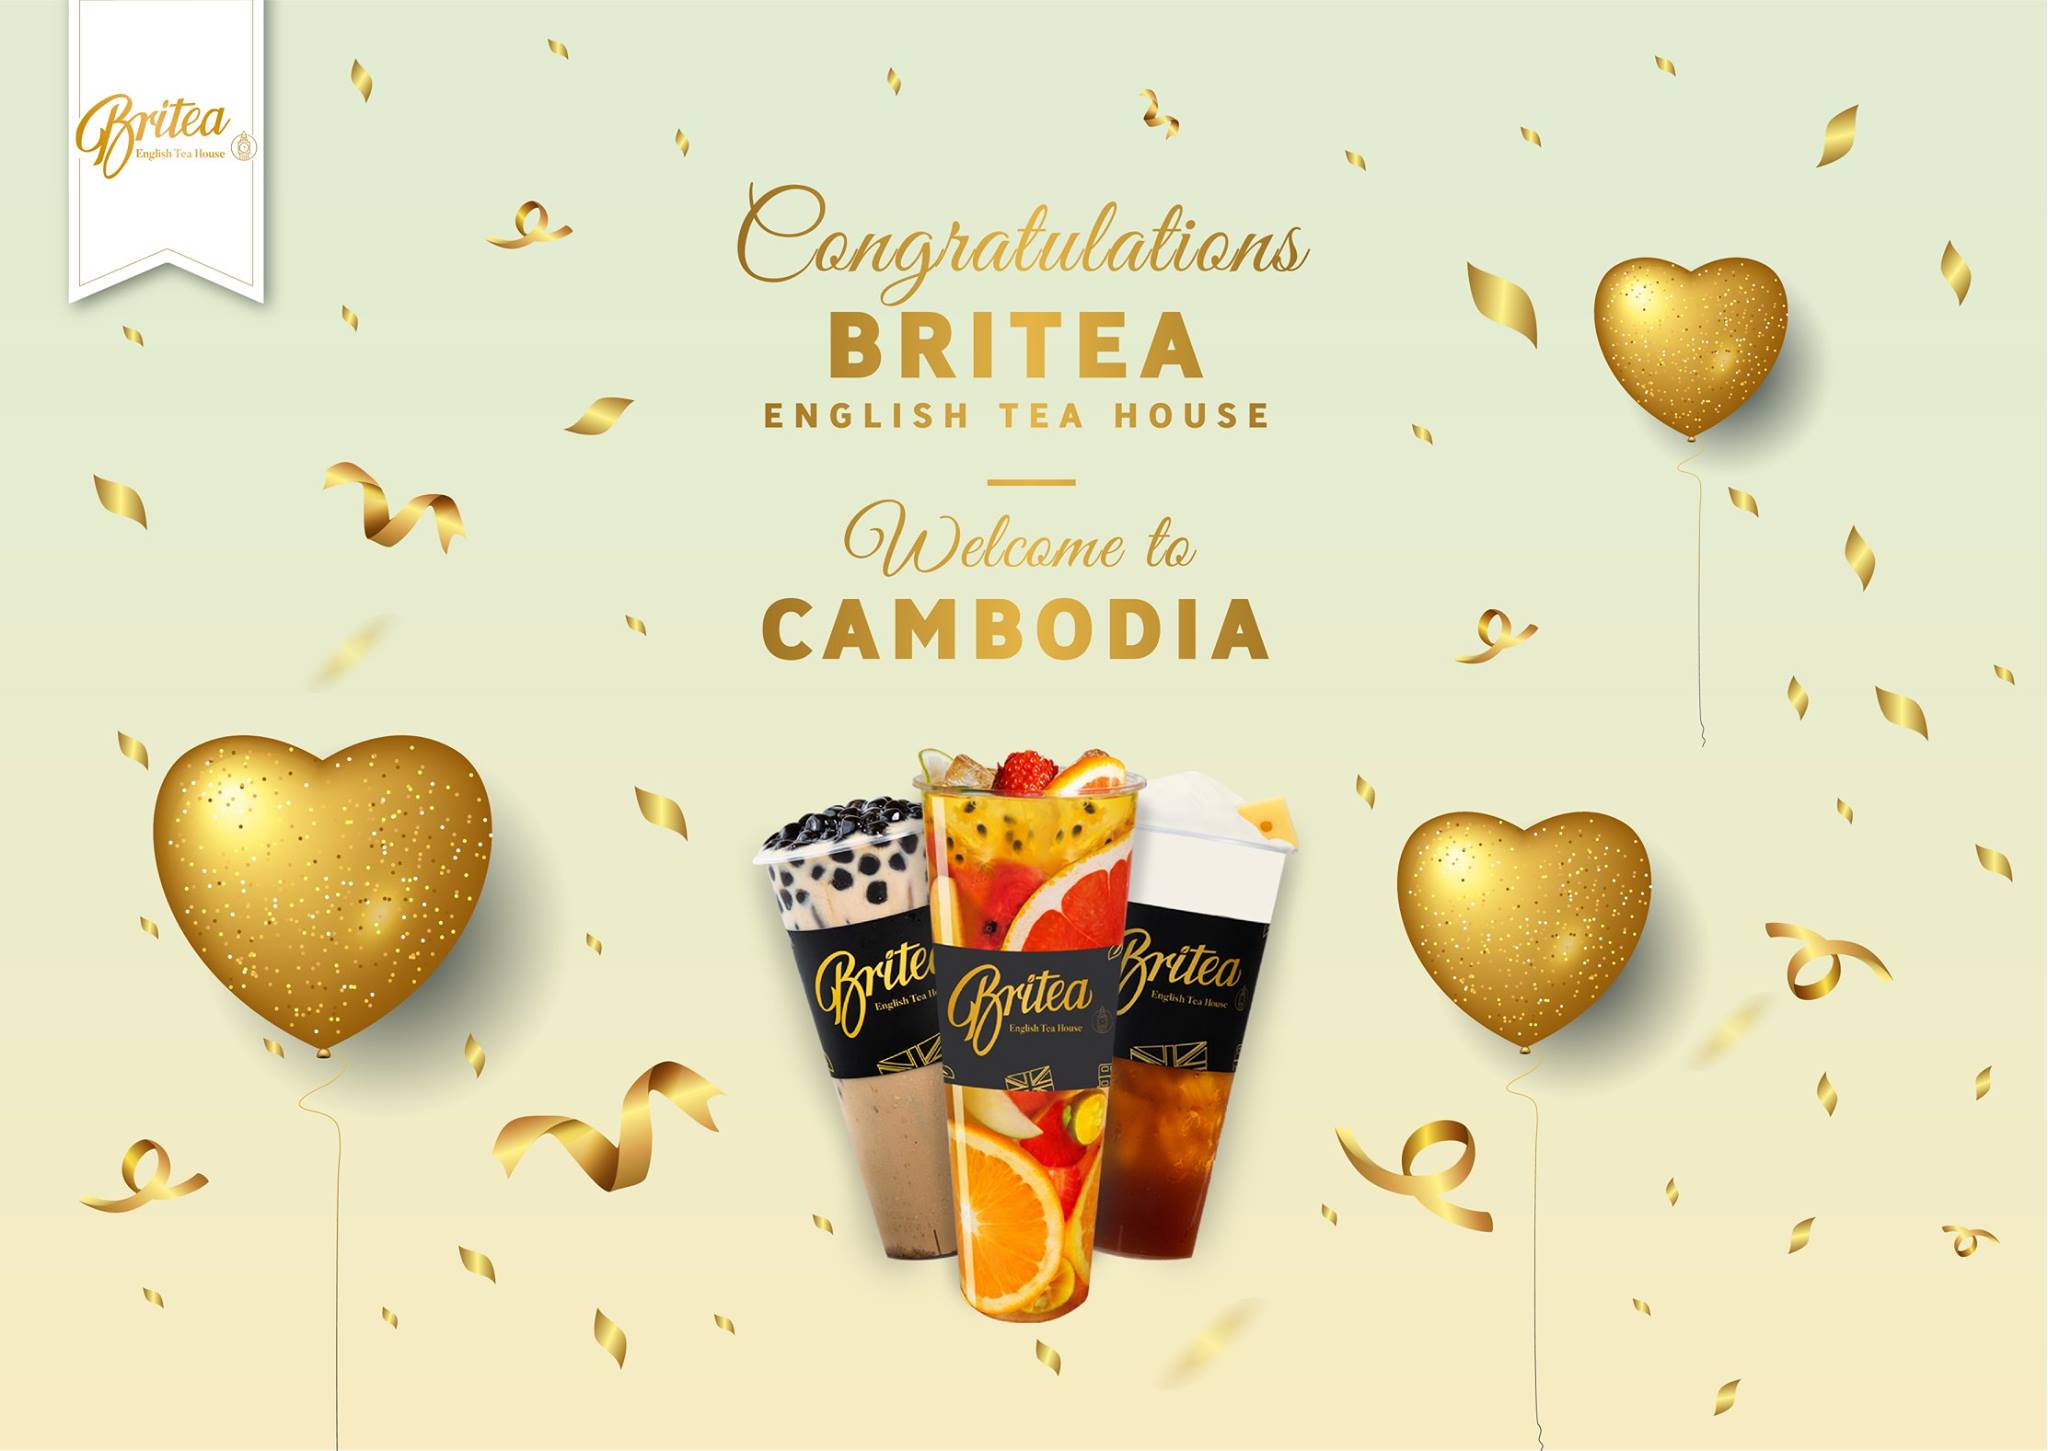 Britea
English Tea House
Congratulations
BRITEA
ENGLISH TEA HOUSE
Welcome to
CAMBODIA
Britea
English Tea
Britea
English Tea House
Britea
English Tea House